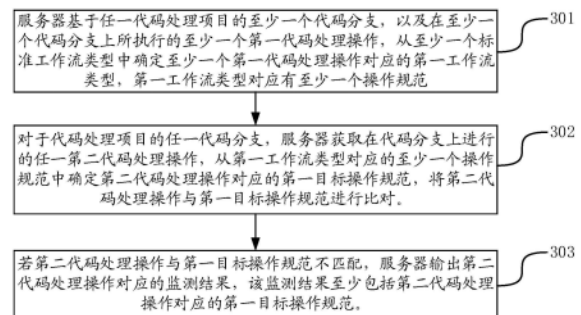 服务器基于任一代码处理项目的至少一个代码分支，以及在至少一
个代码分支上所执行的至少一个第一代码处理操作，从至少一个标
准工作流类型中确定至少一个第一代码处理操作对应的第一工作流
类型，第一工作流类型对应有至少一个操作规范
301
对于代码处理项目的任一代码分支，服务器获取在代码分支上进行
的任一第二代码处理操作，从第一工作流类型对应的至少一个操作
规范中确定第二代码处理操作对应的第一目标操作规范，将第二代
码处理操作与第一目标操作规范进行比对。
302
若第二代码处理操作与第一目标操作规范不匹配，服务器输出第二
代码处理操作对应的监测结果，该监测结果至少包括第二代码处理
操作对应的第一目标操作规范。
303